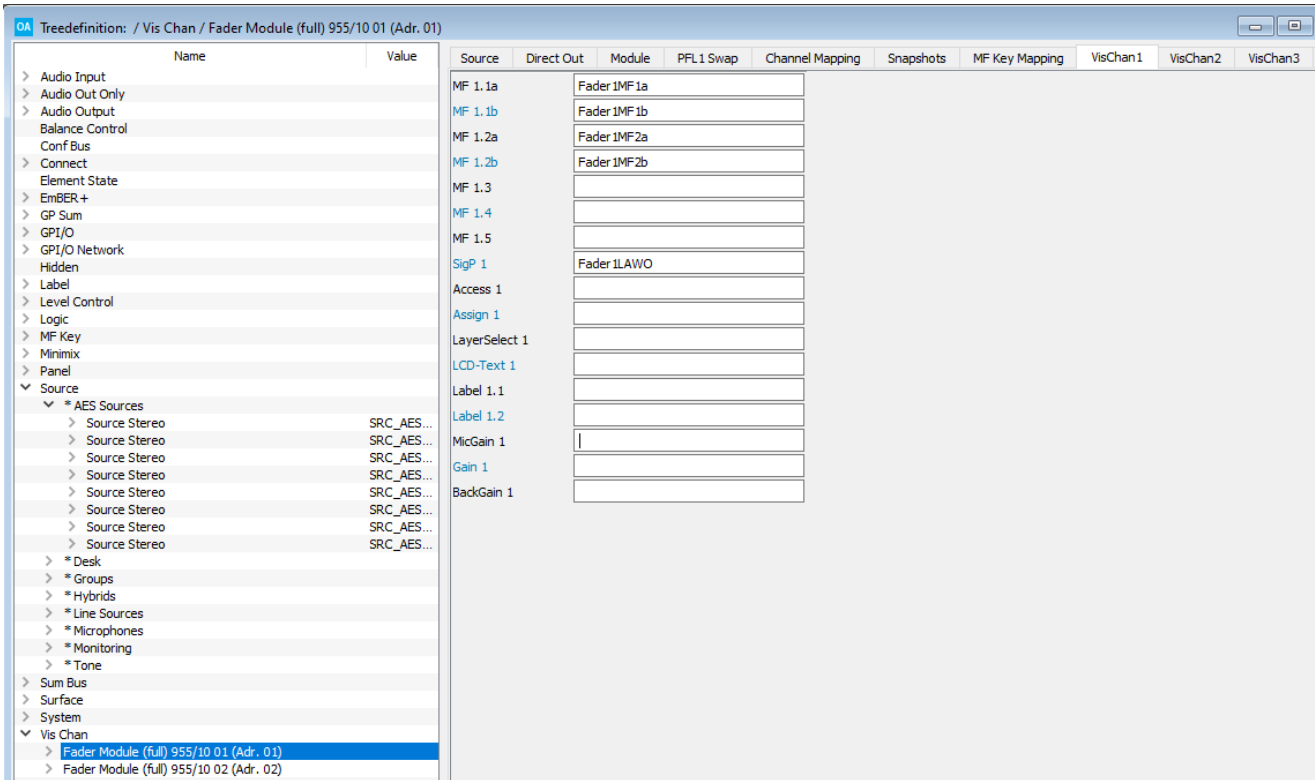 OA Treedefinition: / Vis Chan / Fader Module (full) 955/10 01 (Adr. 01)
Name Value
Audio Input
Audio Out Only
Audio Output
Balance Control
Conf Bus
Connect
Element State
EmBER+
GP Sum
GPI/O
GPI/O Network
Hidden
Label
Level Control
Logic
MF Key
Minimix
Panel
Source
* AES Sources
Source Stereo SRC_AES...
Source Stereo SRC_AES...
Source Stereo SRC_AES...
Source Stereo SRC_AES...
Source Stereo SRC_AES...
Source Stereo SRC_AES...
Source Stereo SRC_AES...
Source Stereo SRC_AES...
* Desk
* Groups
* Hybrids
* Line Sources
* Microphones
* Monitoring
* Tone
Sum Bus
Surface
System
Vis Chan
Fader Module (full) 955/10 01 (Adr. 01)
Fader Module (full) 955/10 02 (Adr. 02)
Source Direct Out Module PFL1 Swap Channel Mapping Snapshots MF Key Mapping VisChan1 VisChan2 VisChan3
MF 1.1a Fader1MF1a
MF 1.1b Fader1MF1b
MF 1.2a Fader1MF2a
MF 1.2b Fader1MF2b
MF 1.3
MF 1.4
MF 1.5
SigP 1 Fader1LAWO
Access 1
Assign 1
LayerSelect 1
LCD-Text 1
Label 1.1
Label 1.2
MicGain 1
Gain 1
BackGain 1